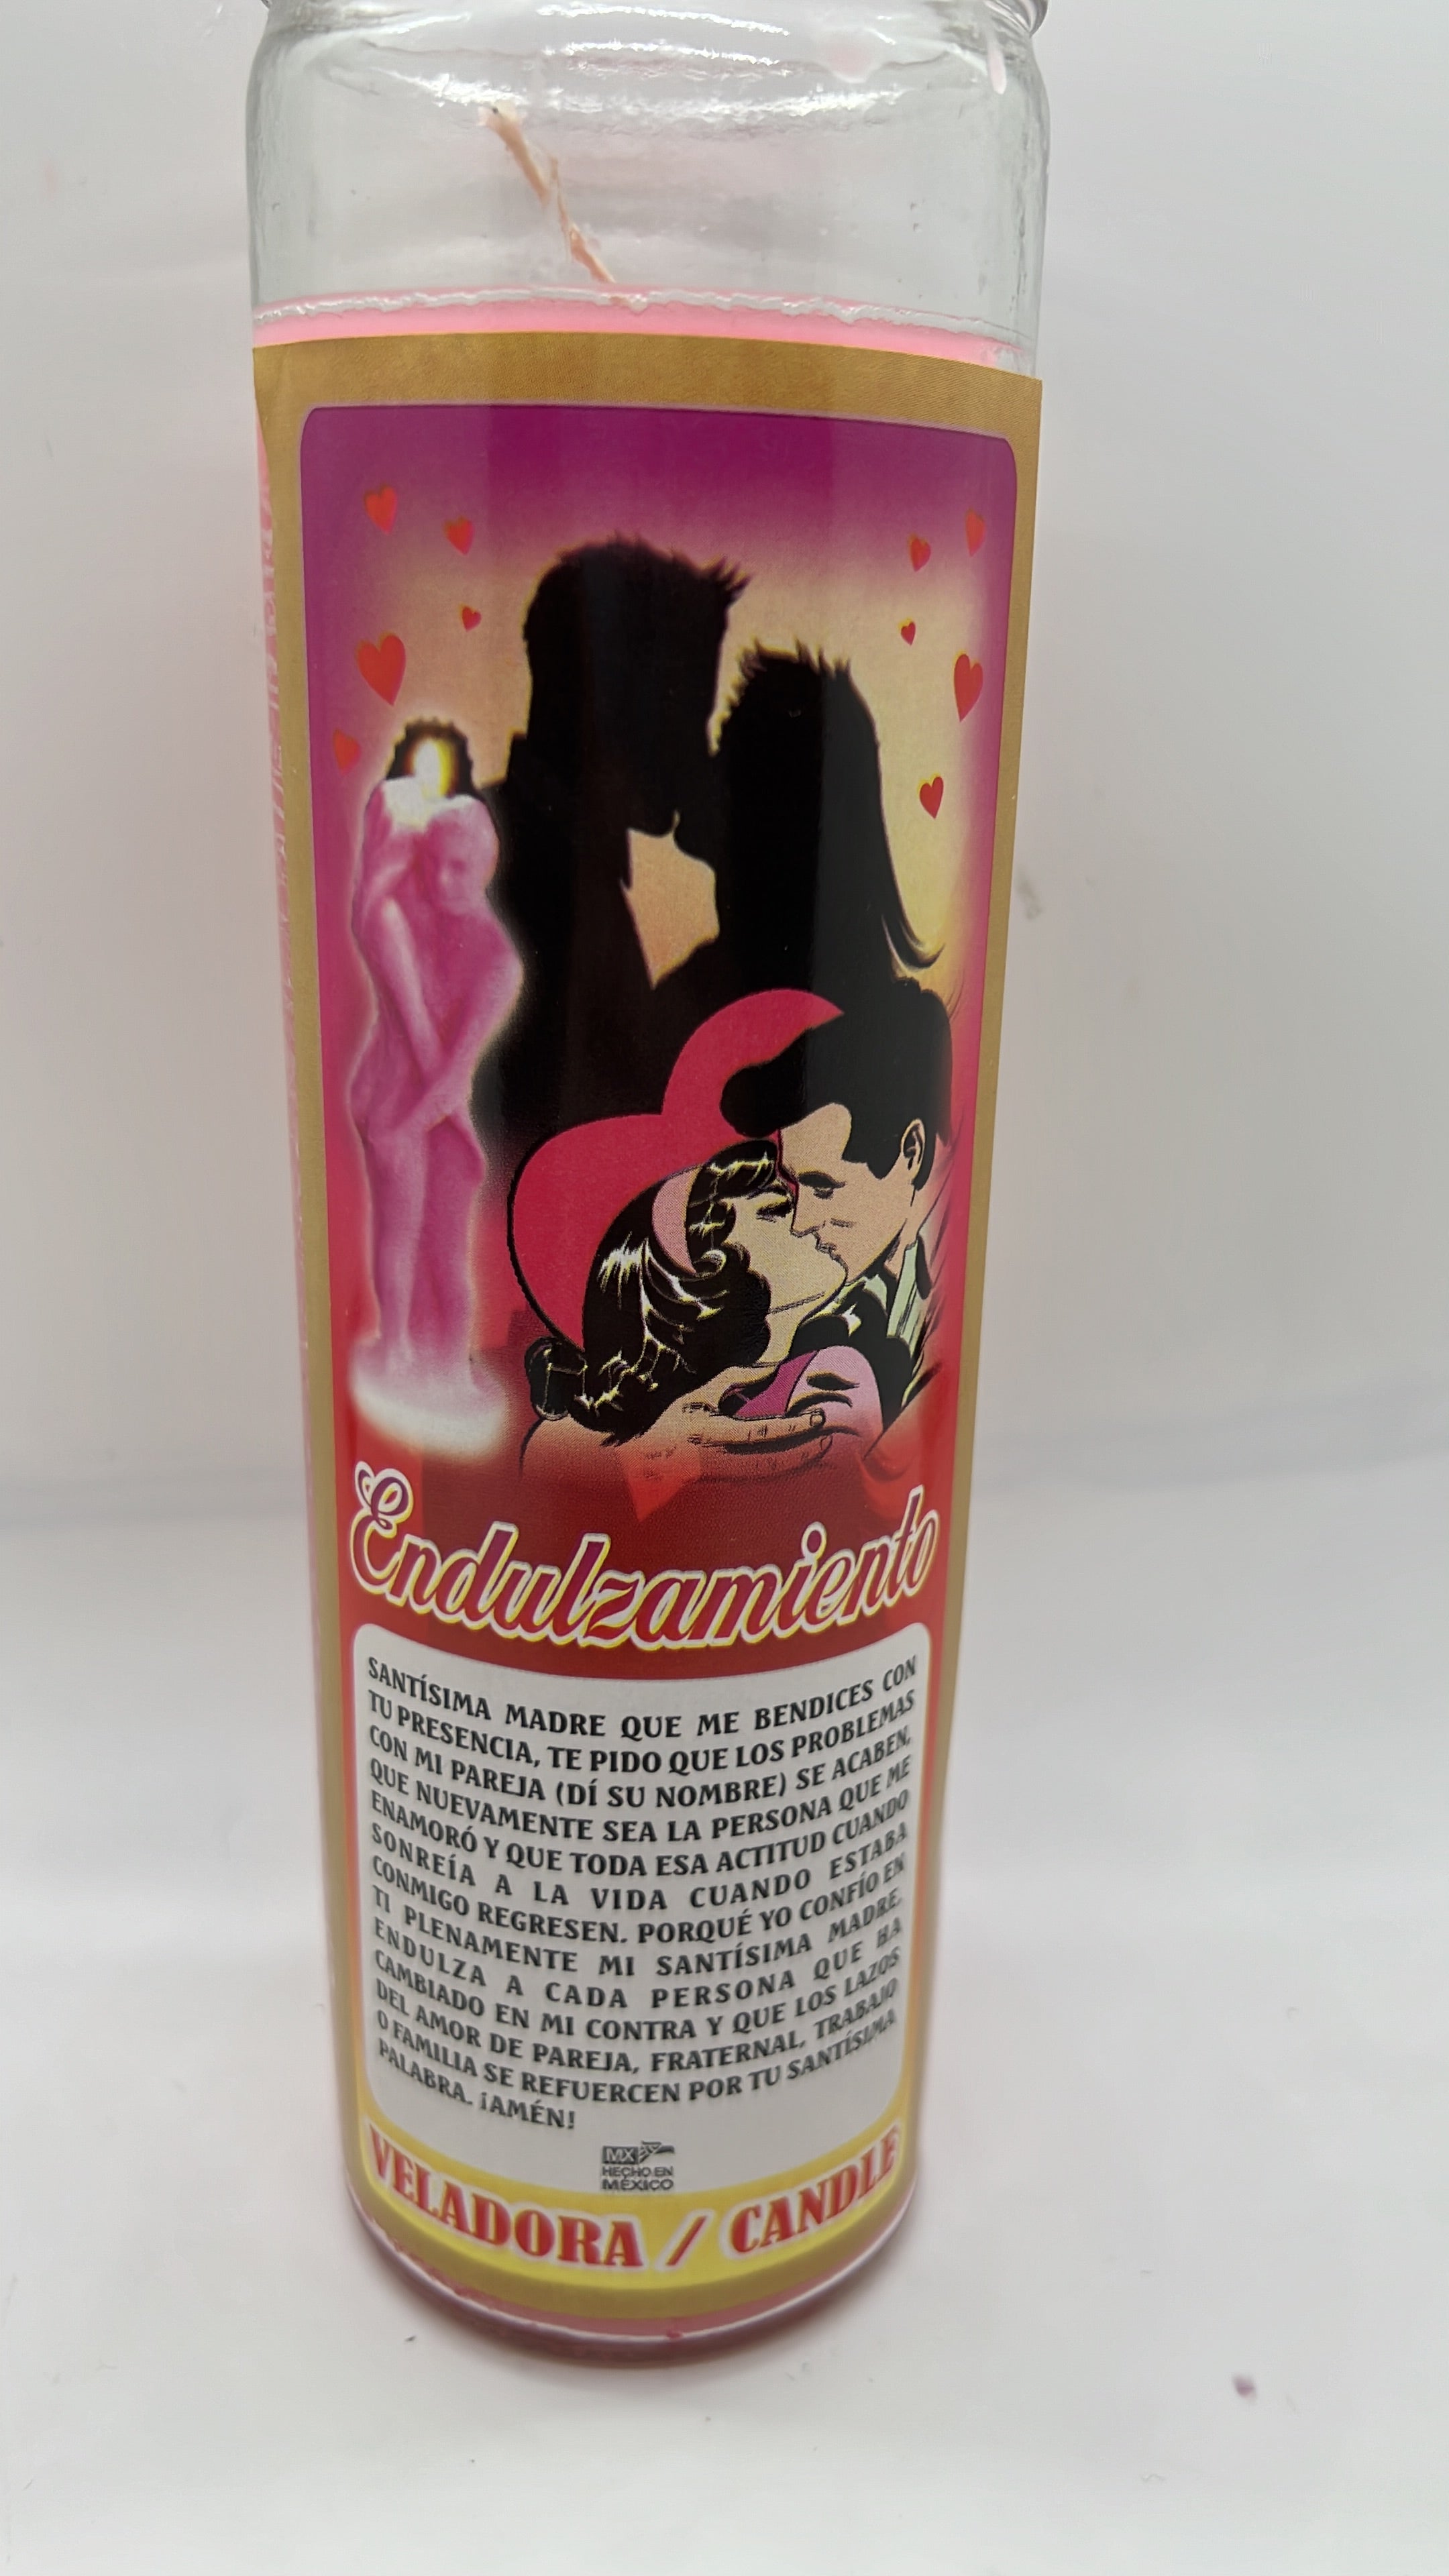 Endulzamiento
SANTÍSIMA MADRE QUE ME BENDICES CON
TU PRESENCIA, TE PIDO QUE LOS PROBLEMAS
CON MI PAREJA (DÍ SU NOMBRE) SE ACABEN,
QUE NUEVAMENTE SEA LA PERSONA QUE ME
ENAMORÓ Y QUE TODA ESA ACTITUD CUANDO
SONREÍA A LA VIDA CUANDO ESTABA
CONMIGO REGRESEN. PORQUÉ YO CONFÍO EN
TI PLENAMENTE MI SANTÍSIMA MADRE,
ENDULZA A CADA PERSONA QUE HA
CAMBIADO EN MI CONTRA Y QUE LOS LAZOS
DEL AMOR DE PAREJA, FRATERNAL, TRABAJO
O FAMILIA SE REFUERCEN POR TU SANTÍSIMA
PALABRA. ¡AMÉN!
MX
HECHO EN
MÉXICO
VELADORA / CANDLE